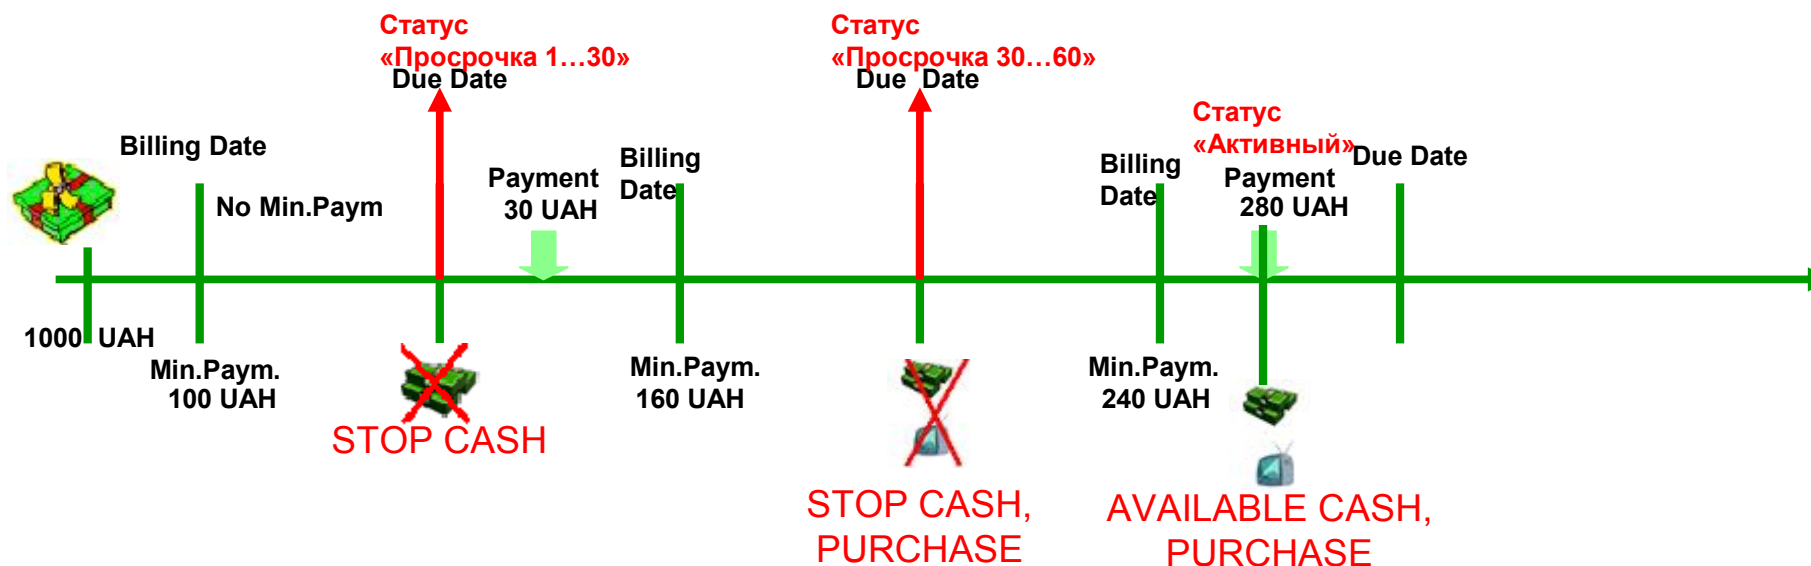 Статус
«Просрочка 1…30»
Due Date
Статус
«Просрочка 30…60»
Due Date
Статус
«Активный»
Billing Date
No Min.Paym
Payment
30 UAH
Billing
Date
Billing
Date
Payment
280 UAH
Due Date
1000 UAH
Min.Paym.
100 UAH
STOP CASH
Min.Paym.
160 UAH
STOP CASH,
PURCHASE
Min.Paym.
240 UAH
AVAILABLE CASH,
PURCHASE